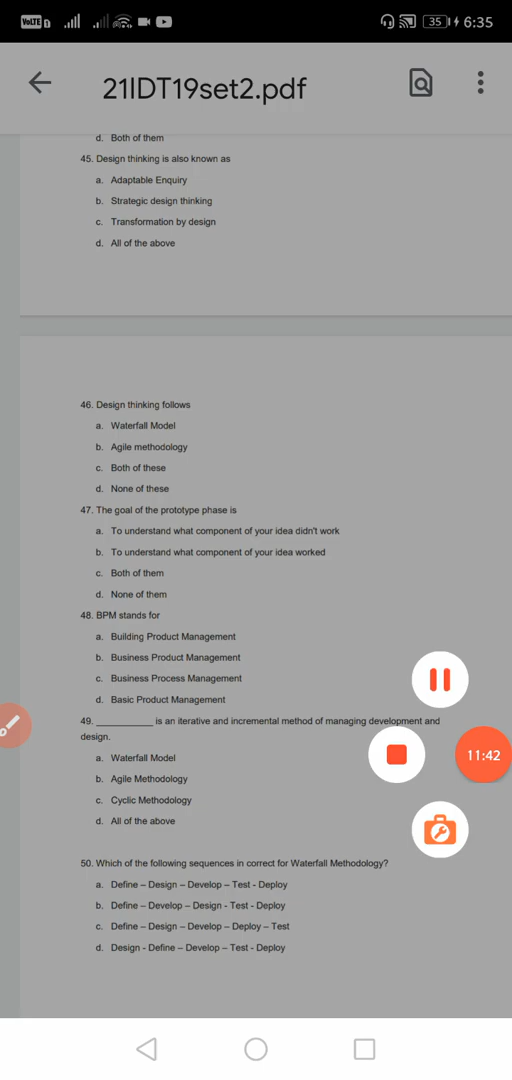 VoLTE 35 6:35
21IDT19set2.pdf
d. Both of them
45. Design thinking is also known as
a. Adaptable Enquiry
b. Strategic design thinking
c. Transformation by design
d. All of the above
46. Design thinking follows
a. Waterfall Model
b. Agile methodology
c. Both of these
d. None of these
47. The goal of the prototype phase is
a. To understand what component of your idea didn't work
b. To understand what component of your idea worked
c. Both of them
d. None of them
48. BPM stands for
a. Building Product Management
b. Business Product Management
c. Business Process Management
d. Basic Product Management
49. ___________ is an iterative and incremental method of managing development and
design.
a. Waterfall Model
b. Agile Methodology
c. Cyclic Methodology
d. All of the above
11:42
50. Which of the following sequences in correct for Waterfall Methodology?
a. Define – Design – Develop – Test - Deploy
b. Define – Develop – Design - Test - Deploy
c. Define – Design – Develop – Deploy – Test
d. Design - Define – Develop – Test - Deploy